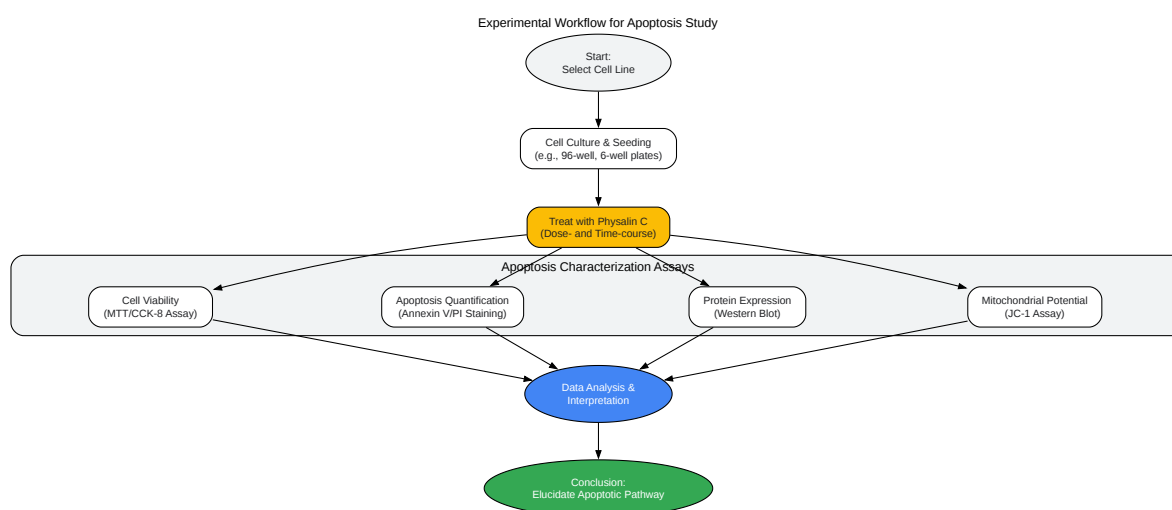 Experimental Workflow for Apoptosis Study
Start:
Select Cell Line
Cell Culture & Seeding
(e.g., 96-well, 6-well plates)
Treat with Physalin C
(Dose- and Time-course)
Apoptosis Characterization Assays
Cell Viability
(MTT/CCK-8 Assay)
Apoptosis Quantification
(Annexin V/PI Staining)
Protein Expression
(Western Blot)
Mitochondrial Potential
(JC-1 Assay)
Data Analysis &
Interpretation
Conclusion:
Elucidate Apoptotic Pathway